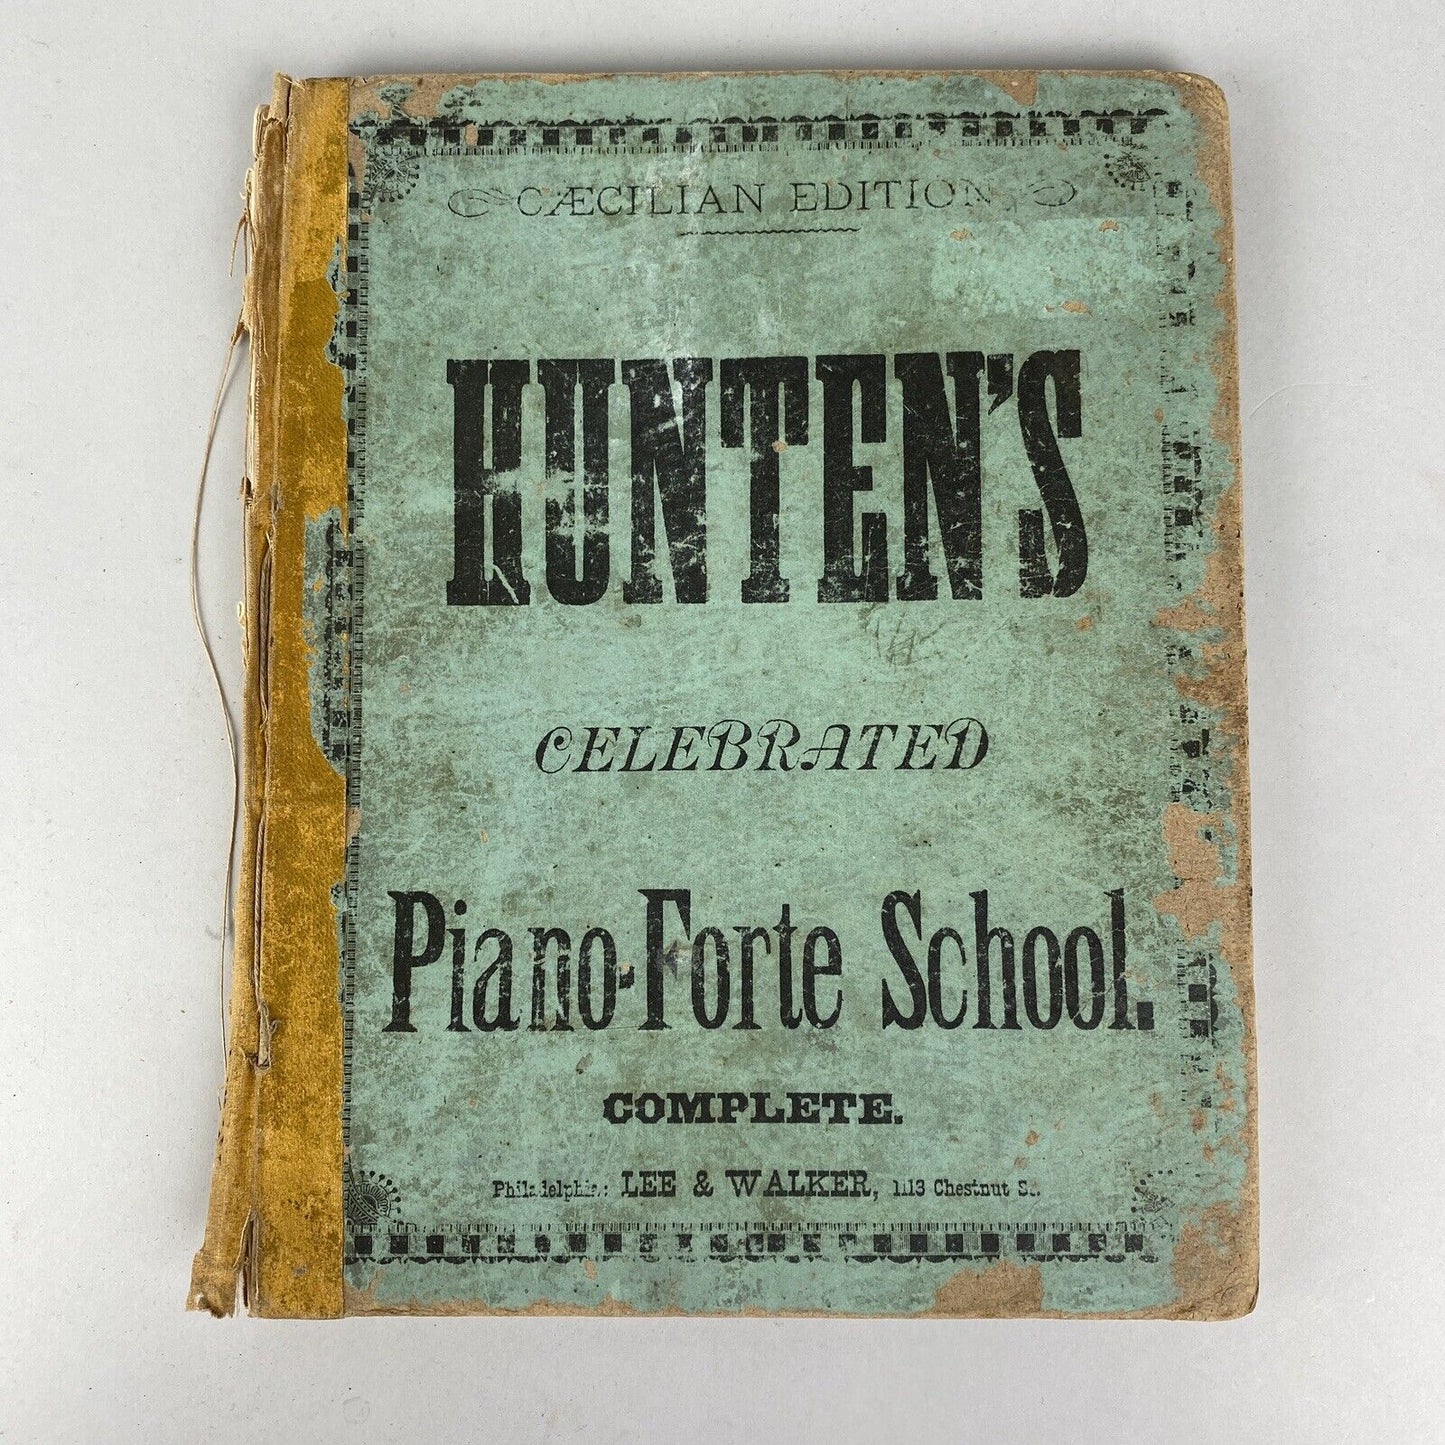 CÆCILIAN EDITION
HUNTEN'S
CELEBRATED
Piano-Forte School.
COMPLETE.
Philadelphia: LEE & WALKER, 1113 Chestnut St.